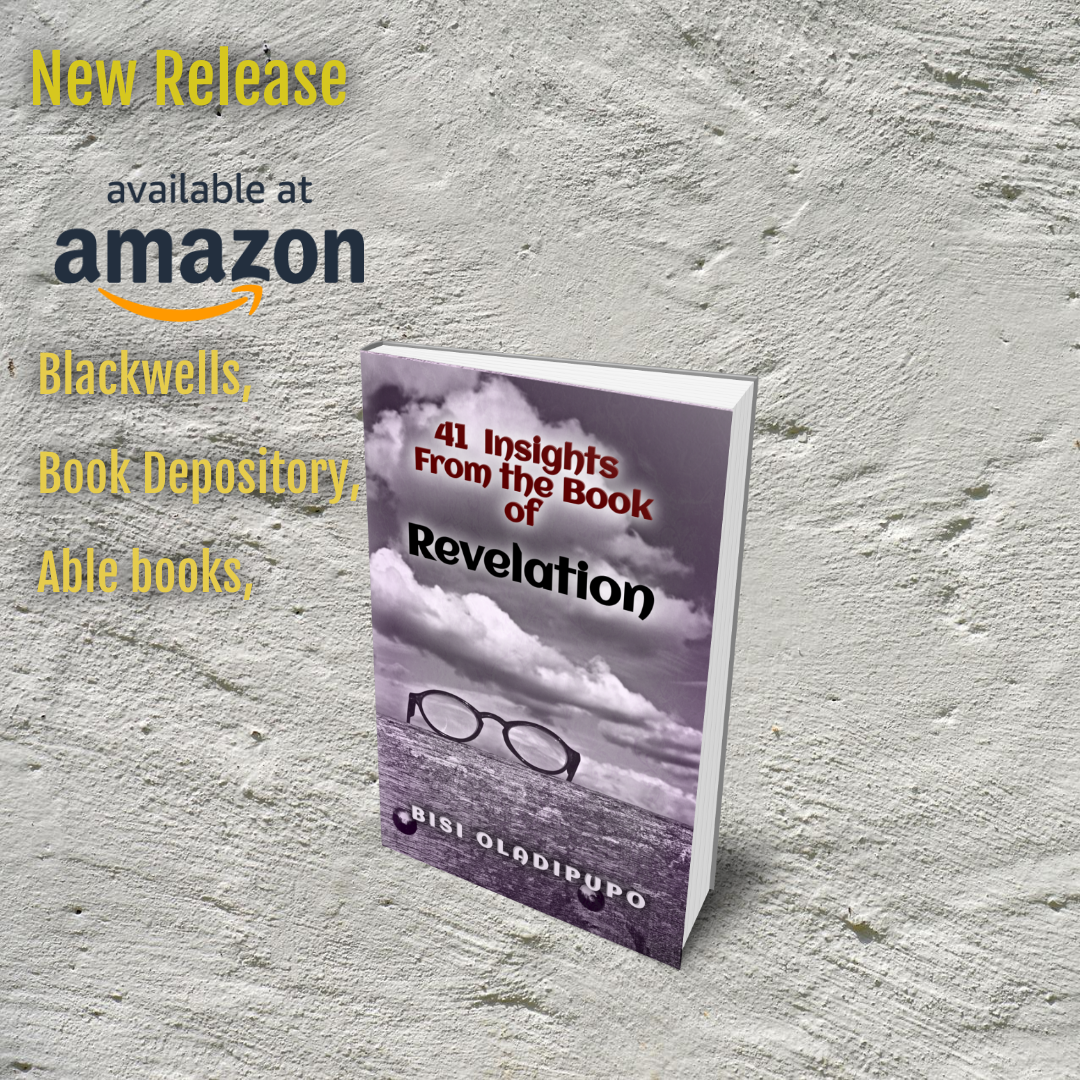 New Release
available at
amazon
Blackwells,
Book Depository,
Able books,
41 Insights
From the Book
of
Revelation
BISI OLADIPUPO